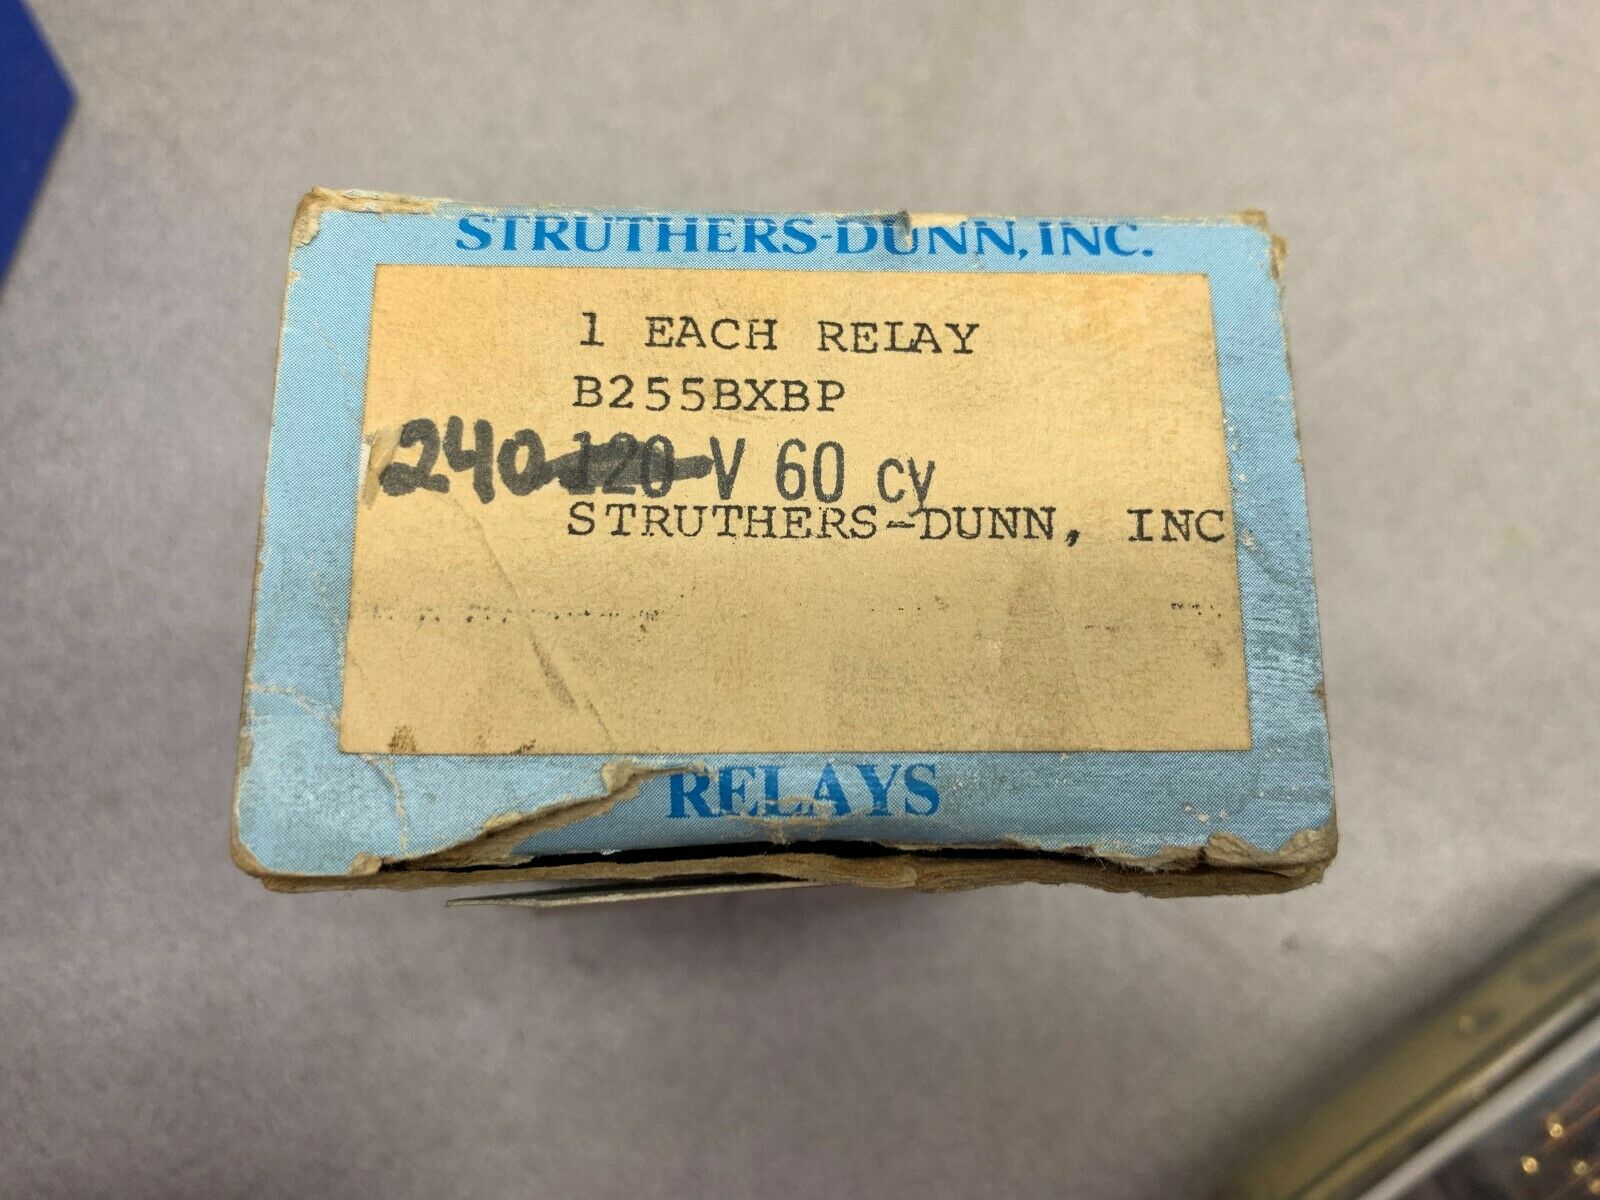 STRUTHERS-DUNN, INC.
1 EACH RELAY
B255BXBP
240 120 V 60 cy
STRUTHERS-DUNN, INC
RELAYS